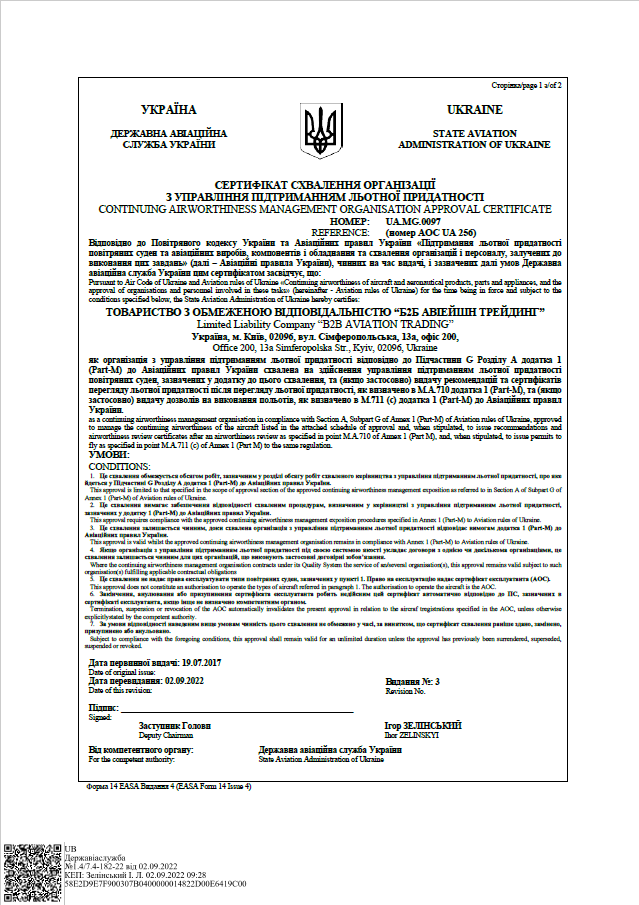 Сторінка/page 1 з/of 2
УКРАЇНА
ДЕРЖАВНА АВІАЦІЙНА
СЛУЖБА УКРАЇНИ
UKRAINE
STATE AVIATION
ADMINISTRATION OF UKRAINE
СЕРТИФІКАТ СХВАЛЕННЯ ОРГАНІЗАЦІЇ
З УПРАВЛІННЯ ПІДТРИМАННЯМ ЛЬОТНОЇ ПРИДАТНОСТІ
CONTINUING AIRWORTHINESS MANAGEMENT ORGANISATION APPROVAL CERTIFICATE
НОМЕР: UA.MG.0097
REFERENCE: (номер АОС UA 256)
Відповідно до Повітряного кодексу України та Авіаційних правил України «Підтримання льотної придатності
повітряних суден та авіаційних виробів, компонентів і обладнання та схвалення організацій і персоналу, залучених до
виконання цих завдань» (далі – Авіаційні правила України), чинних на час видачі, і зазначених далі умов Державна
авіаційна служба України цим сертифікатом засвідчує, що:
Pursuant to Air Code of Ukraine and Aviation rules of Ukraine «Continuing airworthiness of aircraft and aeronautical products, parts and appliances, and the
approval of organisations and personnel involved in these tasks» (hereinafter - Aviation rules of Ukraine) for the time being in force and subject to the
conditions specified below, the State Aviation Administration of Ukraine hereby certifies:
ТОВАРИСТВО З ОБМЕЖЕНОЮ ВІДПОВІДАЛЬНІСТЮ “Б2Б АВІЕЙШІН ТРЕЙДИНГ”
Limited Liability Company “B2B AVIATION TRADING”
Україна, м. Київ, 02096, вул. Сімферопольська, 13а, офіс 200,
Office 200, 13a Simferopolska Str., Kyiv, 02096, Ukraine
як організація з управління підтриманням льотної придатності відповідно до Підчастини G Розділу А додатка 1
(Part-M) до Авіаційних правил України схвалена на здійснення управління підтриманням льотної придатності
повітряних суден, зазначених у додатку до цього схвалення, та (якщо застосовно) видачу рекомендацій та сертифікатів
перегляду льотної придатності після перегляду льотної придатності, як визначено в М.А.710 додатка 1 (Part-M), та (якщо
застосовно) видачу дозволів на виконання польотів, як визначено в М.711 (с) додатка 1 (Part-M) до Авіаційних правил
України.
as a continuing airworthiness management organisation in compliance with Section A, Subpart G of Annex 1 (Part-M) of Aviation rules of Ukraine, approved
to manage the continuing airworthiness of the aircraft listed in the attached schedule of approval and, when stipulated, to issue recommendations and
airworthiness review certificates after an airworthiness review as specified in point M.A.710 of Annex 1 (Part M), and, when stipulated, to issue permits to
fly as specified in point M.A.711 (c) of Annex 1 (Part-M) to the same regulation.
УМОВИ:
CONDITIONS:
1. Це схвалення обмежується обсягом робіт, зазначеним у розділі обсягу робіт схваленого керівництва з управління підтриманням льотної придатності, про яке
йдеться у Підчастині G Розділу А додатка 1 (Part-M) до Авіаційних правил України.
This approval is limited to that specified in the scope of approval section of the approved continuing airworthiness management exposition as referred to in Section A of Subpart G of
Annex 1 (Part-M) of Aviation rules of Ukraine.
2. Це схвалення вимагає забезпечення відповідності схваленим процедурам, визначеним у керівництві з управління підтриманням льотної придатності,
зазначених у додатку 1 (Part-M) до Авіаційних правил України.
This approval requires compliance with the approved continuing airworthiness management exposition procedures specified in Annex 1 (Part-M) to Aviation rules of Ukraine.
3. Це схвалення залишається чинним, доки схвалена організація з управління підтриманням льотної придатності відповідає вимогам додатка 1 (Part-M) до
Авіаційних правил України.
This approval is valid whilst the approved continuing airworthiness management organisation remains in compliance with Annex 1 (Part-M) to Aviation rules of Ukraine.
4. Якщо організація з управління підтриманням льотної придатності під своєю системою якості укладає договори з однією чи декількома організаціями, це
схвалення залишається чинним для цих організацій, що виконують застосовні договірні зобов’язання.
Where the continuing airworthiness management organisation contracts under its Quality System the service of an/several organisation(s), this approval remains valid subject to such
organisation(s) fulfilling applicable contractual obligations
5. Це схвалення не надає права експлуатувати типи повітряних суден, зазначених у пункті 1. Право на експлуатацію надає сертифікат експлуатанта (АОС).
This approval does not constitute an authorisation to operate the types of aircraft referred in paragraph 1. The authorisation to operate the aircraft is the AOC.
6. Закінчення, анулювання або призупинення сертифіката експлуатанта робить недійсним цей сертифікат автоматично відповідно до ПС, зазначених в
сертифікаті експлуатанта, якщо інше не визначено компетентним органом.
Termination, suspension or revocation of the AOC automatically invalidates the present approval in relation to the aircraft tregistrations specified in the AOC, unless otherwise
explicitlystated by the competent authority.
7. За умови відповідності наведеним вище умовам чинність цього схвалення не обмежено у часі, за винятком, що сертифікат схвалення раніше здано, замінено,
призупинено або анульовано.
Subject to compliance with the foregoing conditions, this approval shall remain valid for an unlimited duration unless the approval has previously been surrendered, superseded,
suspended or revoked.
Дата первинної видачі: 19.07.2017
Date of original issue:
Дата перевидання: 02.09.2022
Date of this revision:
Видання №: 3
Revision No.
Підпис:
Signed:
Заступник Голови
Deputy Chairman
Ігор ЗЕЛІНСЬКИЙ
Ihor ZELINSKYI
Від компетентного органу:
For the competent authority:
Державна авіаційна служба України
State Aviation Administration of Ukraine
Форма 14 EASA Видання 4 (EASA Form 14 Issue 4)
UB
Державіаслужба
№1.4/7.4-182-22 від 02.09.2022
КЕП: Зелінський І. Л. 02.09.2022 09:28
58E2D9E7F900307B0400000014822D00E6419C00